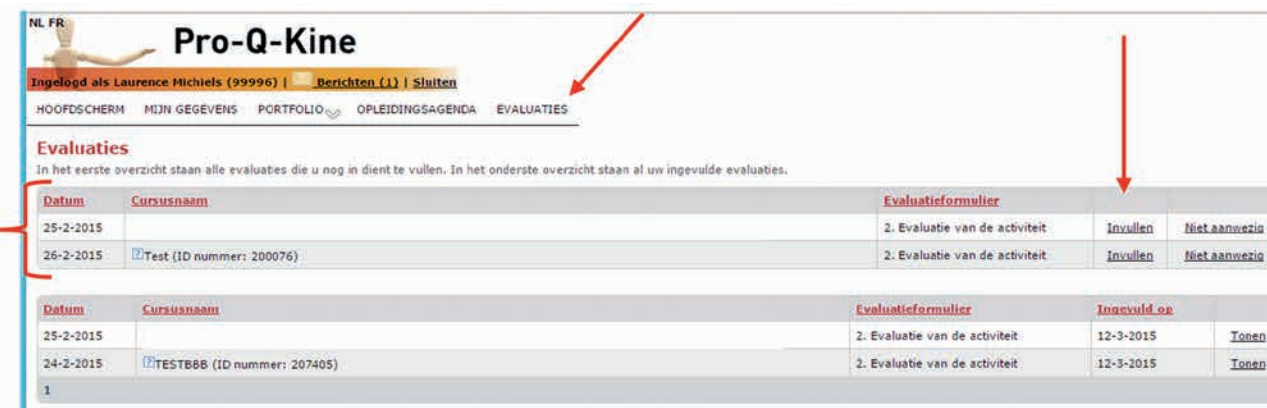 NL FR
Pro-Q-Kine
Ingelogd als Laurence Michiels (99996) | Berichten (1) | Sluiten
HOOFDSCHERM MIJN GEGEVENS PORTFOLIO OPLEIDINGSAGENDA EVALUATIES
Evaluaties
In het eerste overzicht staan alle evaluaties die u nog in dient te vullen. In het onderste overzicht staan al uw ingevulde evaluaties.
Datum Cursusnaam Evaluatieformulier
25-2-2015 2. Evaluatie van de activiteit Invullen Niet aanwezig
26-2-2015 ?Test (ID nummer: 200076) 2. Evaluatie van de activiteit Invullen Niet aanwezig
Datum Cursusnaam Evaluatieformulier Ingevuld op
25-2-2015 2. Evaluatie van de activiteit 12-3-2015 Tonen
24-2-2015 ?TESTBBB (ID nummer: 207405) 2. Evaluatie van de activiteit 12-3-2015 Tonen
1